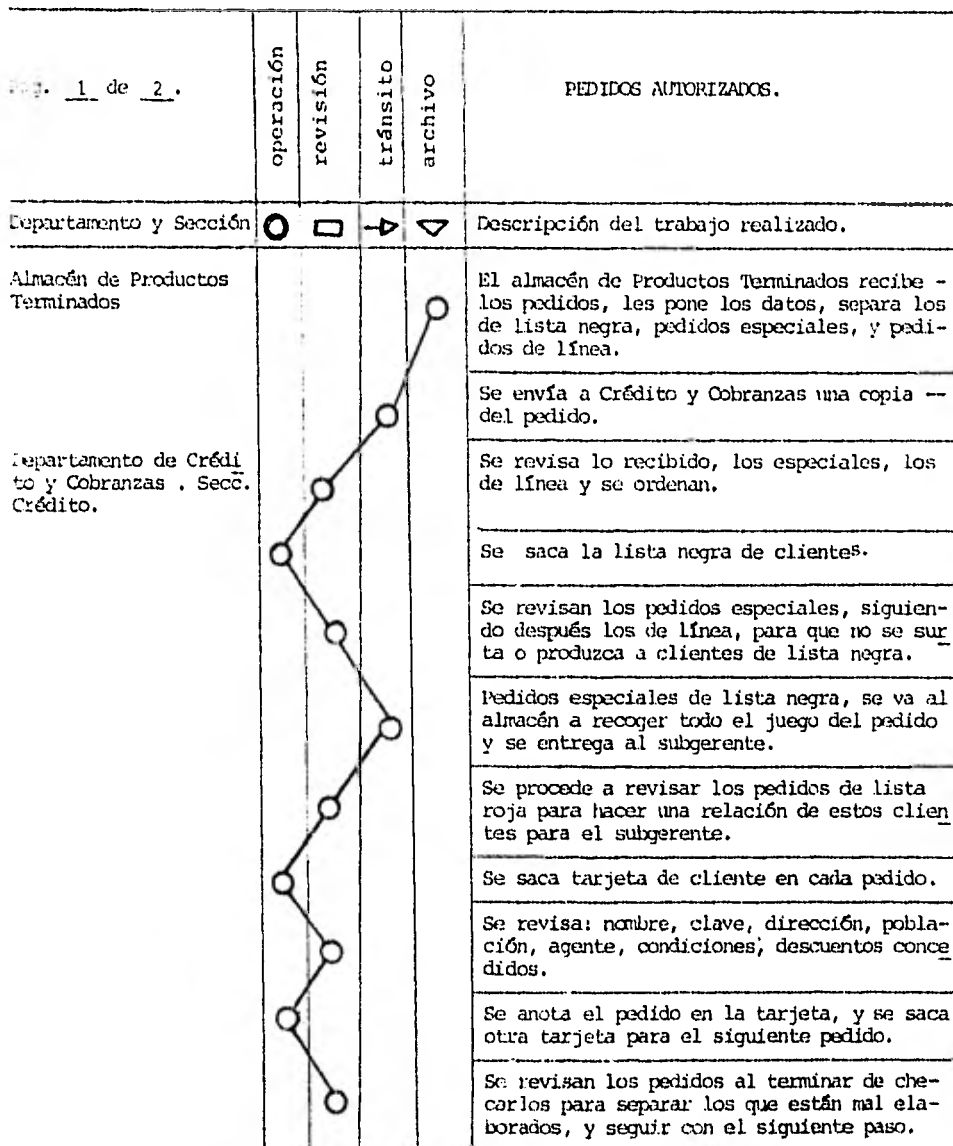 . 1 de 2.
operación
revisión
tránsito
archivo
PEDIDOS AUTORIZADOS.
Departamento y Sección
Descripción del trabajo realizado.
Almacén de Productos
Terminados
El almacén de Productos Terminados recibe -
los pedidos, les pone los datos, separa los
de lista negra, pedidos especiales, y pedi-
dos de línea.
Se envía a Crédito y Cobranzas una copia --
del pedido.
Departamento de Crédi
to y Cobranzas . Secc.
Crédito.
Se revisa lo recibido, los especiales, los
de línea y se ordenan.
Se saca la lista negra de clientes.
Se revisan los pedidos especiales, siguien-
do después los de línea, para que no se sur
ta o produzca a clientes de lista negra.
Pedidos especiales de lista negra, se va al
almacén a recoger todo el juego del pedido
y se entrega al subgerente.
Se procede a revisar los pedidos de lista
roja para hacer una relación de estos clien
tes para el subgerente.
Se saca tarjeta de cliente en cada pedido.
Se revisa: nombre, clave, dirección, pobla-
ción, agente, condiciones, descuentos conce
didos.
Se anota el pedido en la tarjeta, y se saca
otra tarjeta para el siguiente pedido.
Se revisan los pedidos al terminar de che-
carlos para separar los que están mal ela-
borados, y seguir con el siguiente paso.